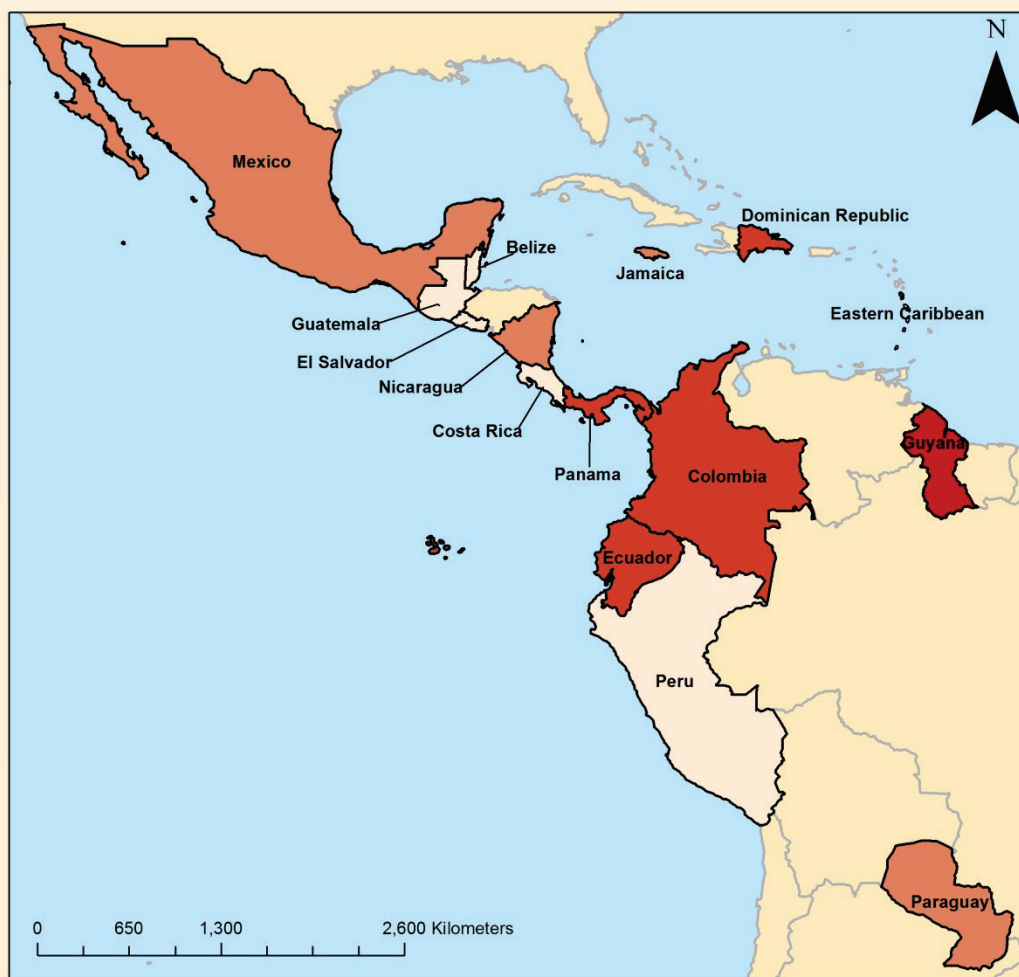 N
Mexico
Dominican Republic
Belize
Jamaica
Guatemala
Eastern Caribbean
El Salvador
Nicaragua
Costa Rica
Guyana
Panama
Colombia
Ecuador
Peru
Paraguay
0 650 1,300 2,600 Kilometers